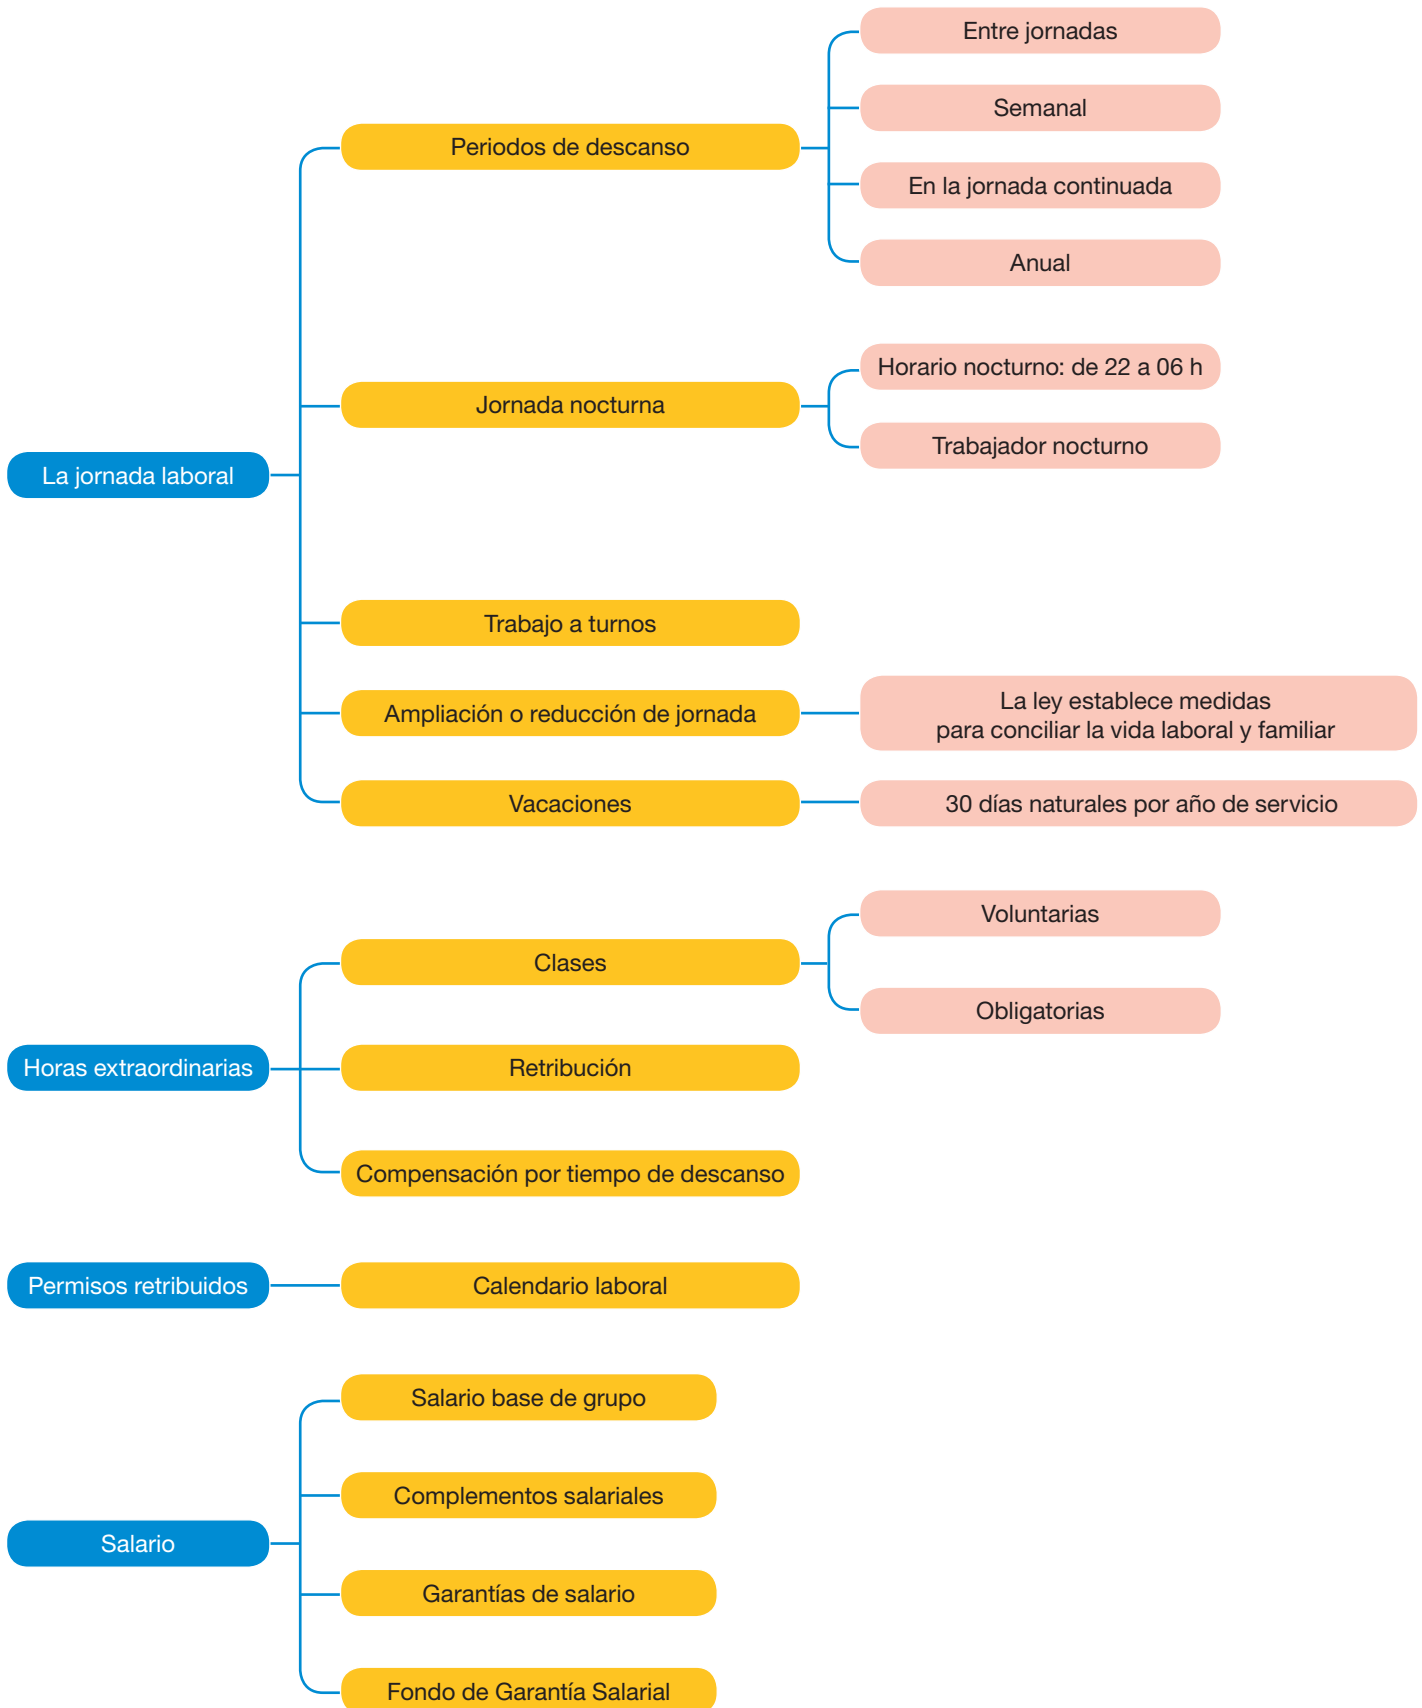 La jornada laboral
Periodos de descanso
Entre jornadas
Semanal
En la jornada continuada
Anual
Jornada nocturna
Horario nocturno: de 22 a 06 h
Trabajador nocturno
Trabajo a turnos
Ampliación o reducción de jornada
La ley establece medidas
para conciliar la vida laboral y familiar
Vacaciones
30 días naturales por año de servicio
Horas extraordinarias
Clases
Voluntarias
Obligatorias
Retribución
Compensación por tiempo de descanso
Permisos retribuidos
Calendario laboral
Salario
Salario base de grupo
Complementos salariales
Garantías de salario
Fondo de Garantía Salarial